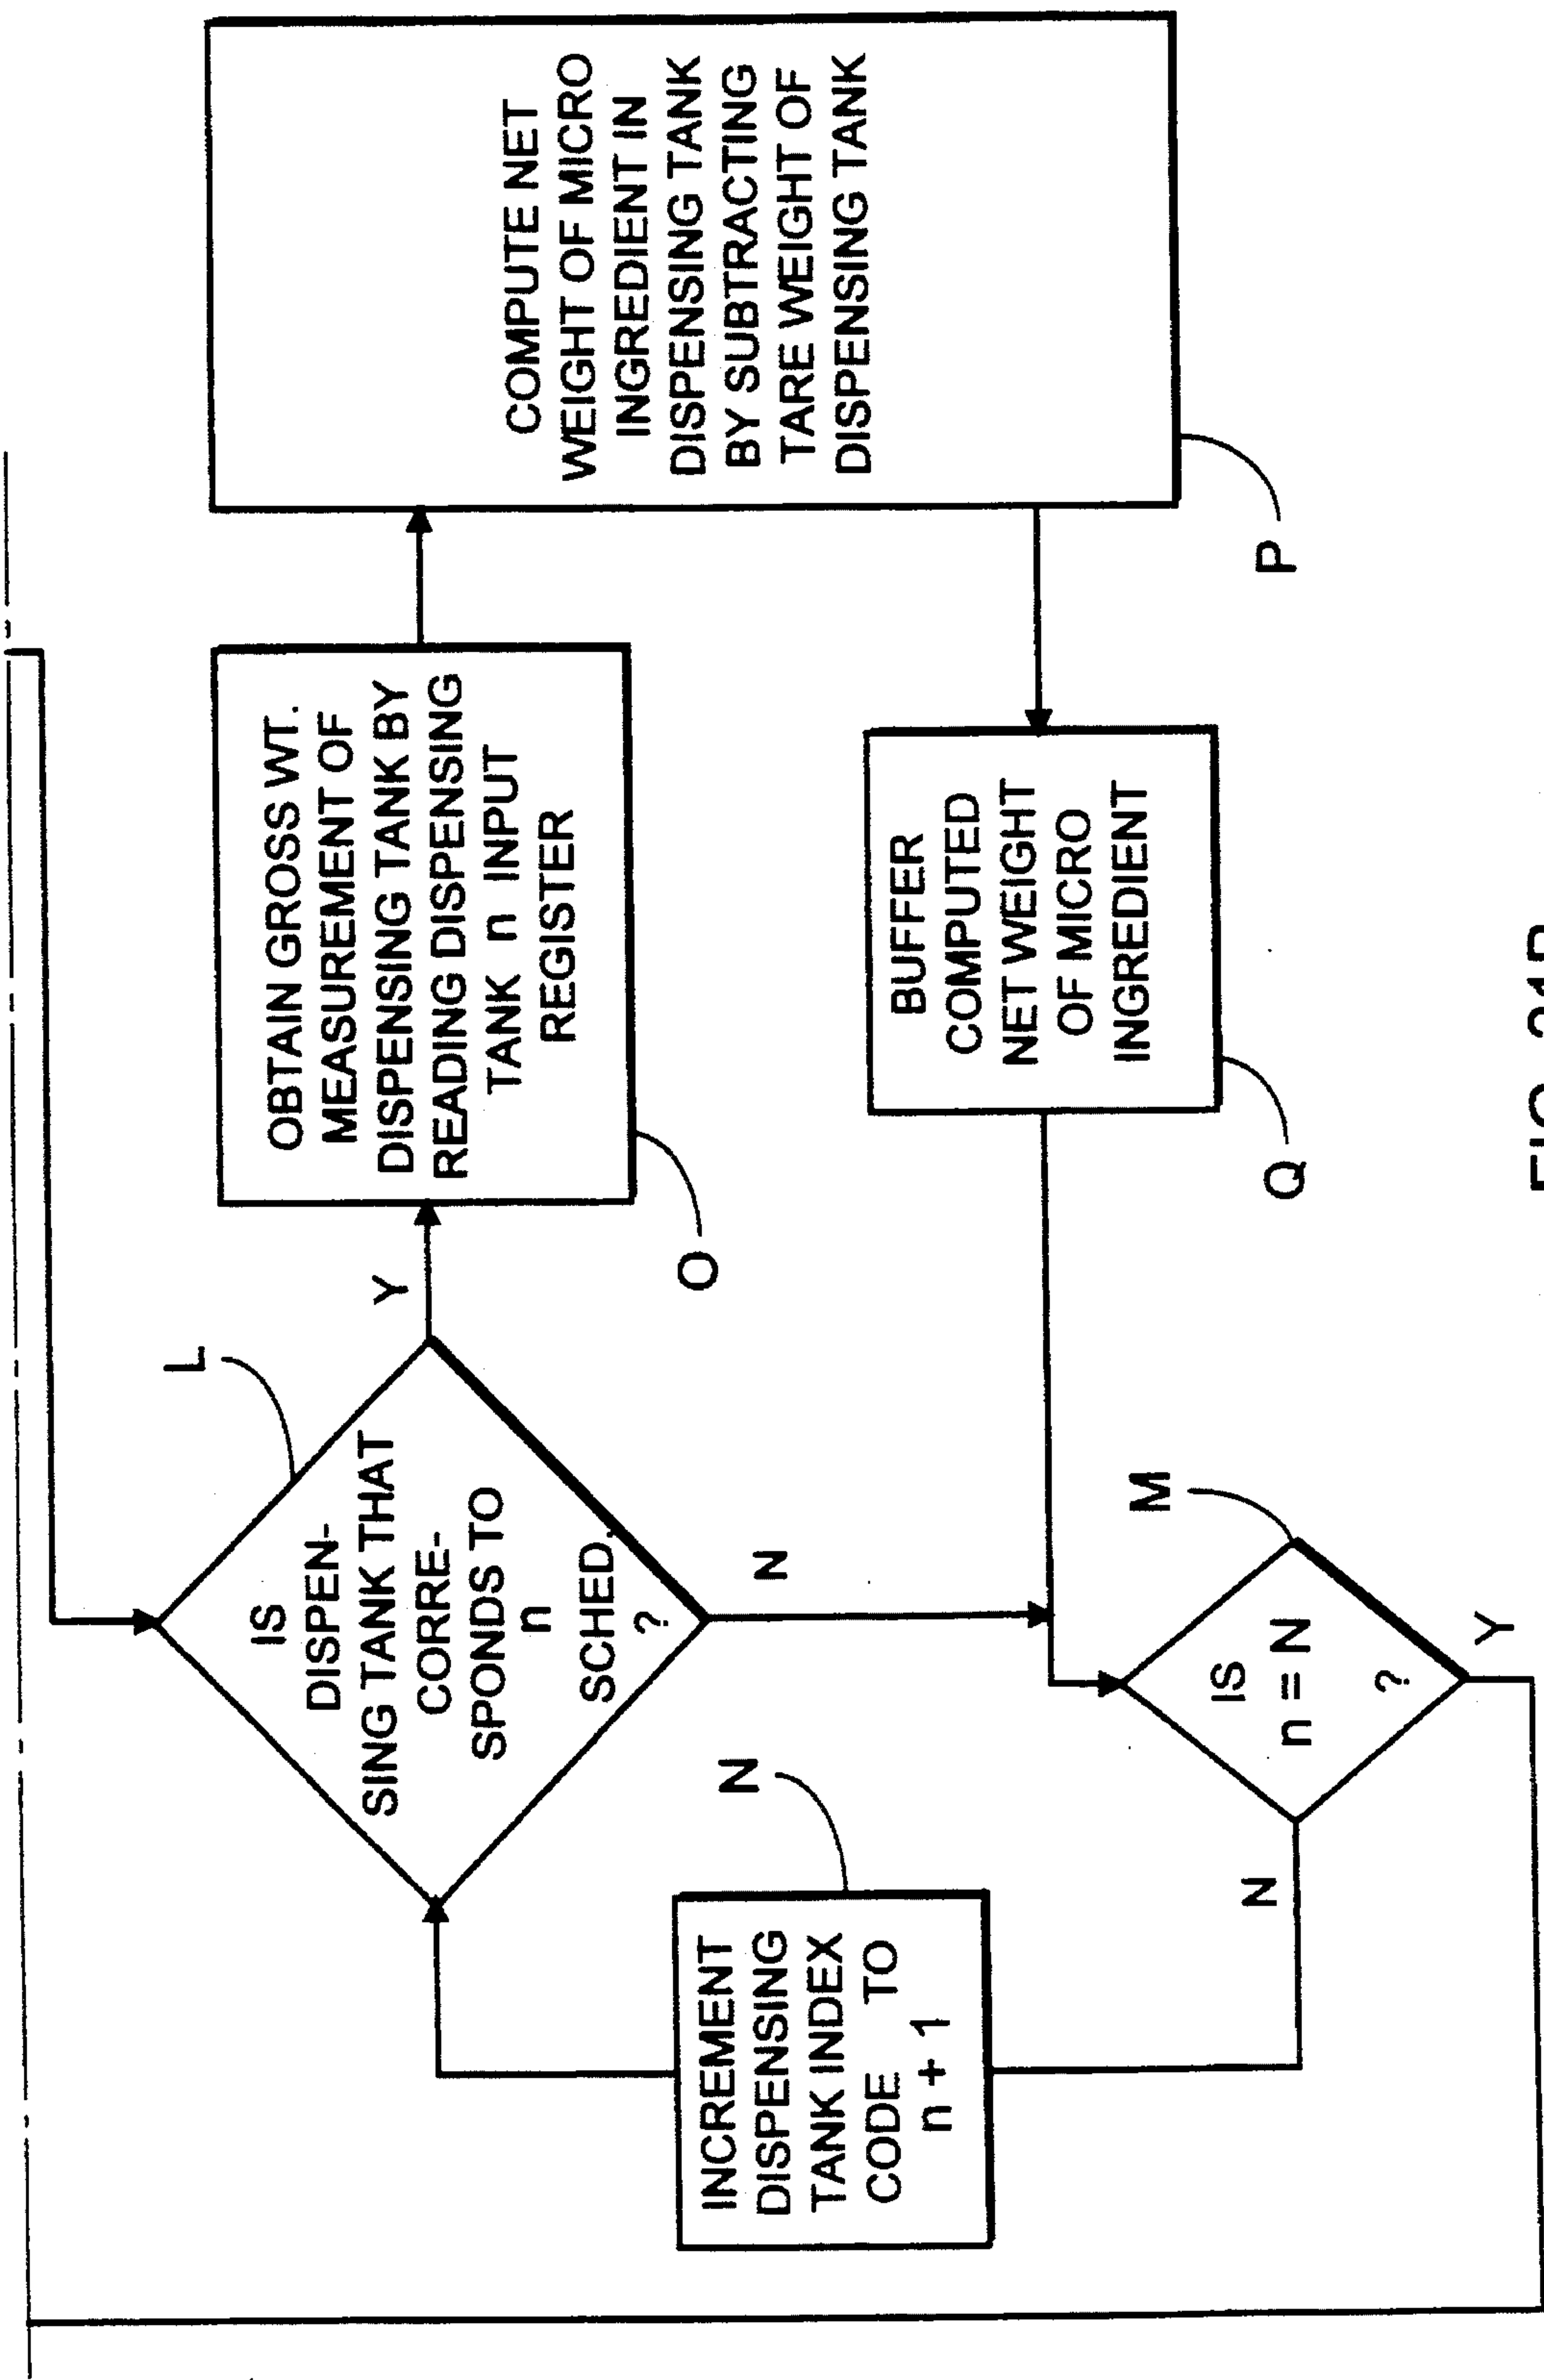 L
IS
DISPEN-
SING TANK THAT
CORRE-
SPONDS TO
n
SCHED.
?
Y
N
OBTAIN GROSS WT.
MEASUREMENT OF
DISPENSING TANK BY
READING DISPENSING
TANK n INPUT
REGISTER
O
COMPUTE NET
WEIGHT OF MICRO
INGREDIENT IN
DISPENSING TANK
BY SUBTRACTING
TARE WEIGHT OF
DISPENSING TANK
P
N
INCREMENT
DISPENSING
TANK INDEX
CODE TO
n + 1
BUFFER
COMPUTED
NET WEIGHT
OF MICRO
INGREDIENT
Q
M
IS
n = N
?
N
Y